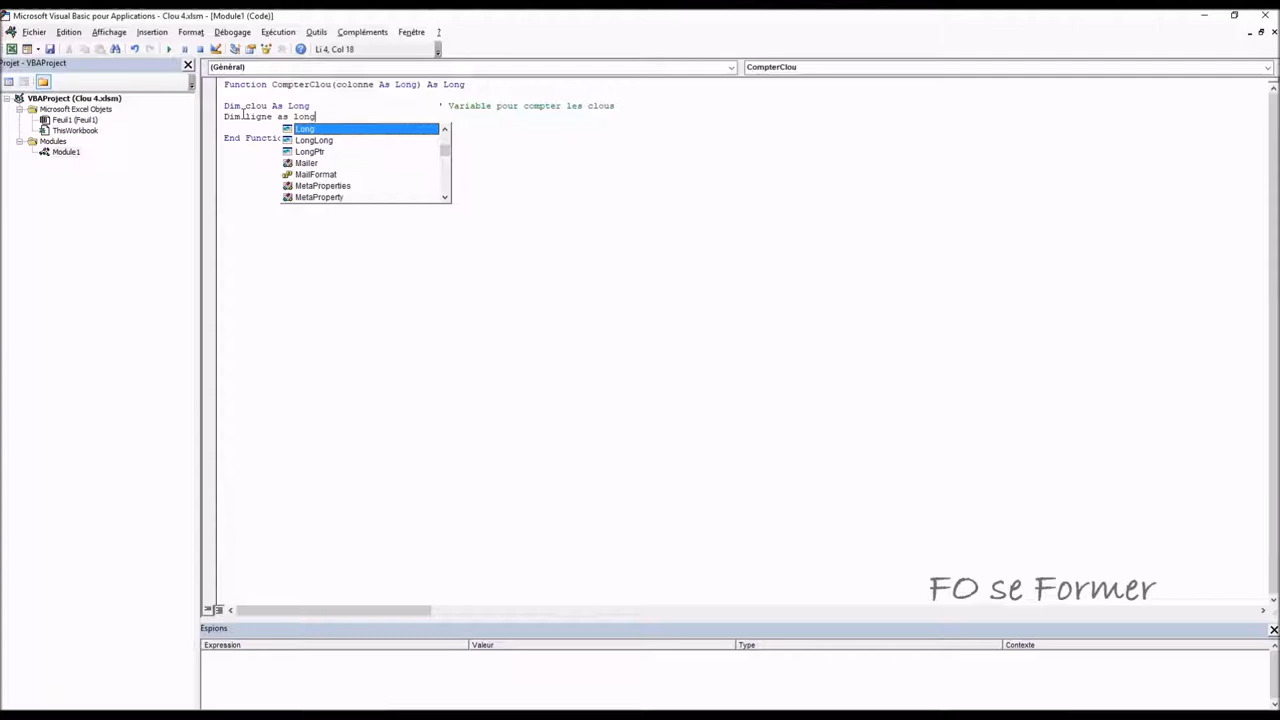 Microsoft Visual Basic pour Applications - Clou 4.xlsm - [Module1 (Code)]
Fichier Edition Affichage Insertion Format Débogage Exécution Outils Compléments Fenêtre ?
Li 4, Col 18
Projet - VBAProject
(Général) CompterClou
VBAProject (Clou 4.xlsm)
Microsoft Excel Objets
Feuil1 (Feuil1)
ThisWorkbook
Modules
Module1
Function CompterClou(colonne As Long) As Long
Dim clou As Long ' Variable pour compter les clous
Dim ligne as long
End Functio
Long
LongLong
LongPtr
Mailer
MailFormat
MetaProperties
MetaProperty
FO se Former
Espions
Expression Valeur Type Contexte